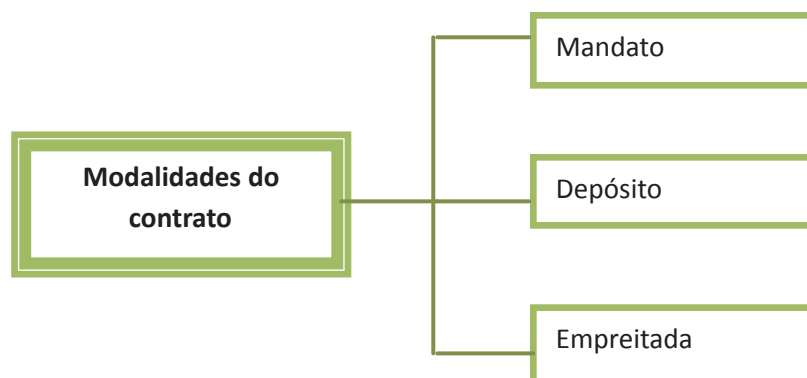 Mandato
Modalidades do
contrato
Depósito
Empreitada